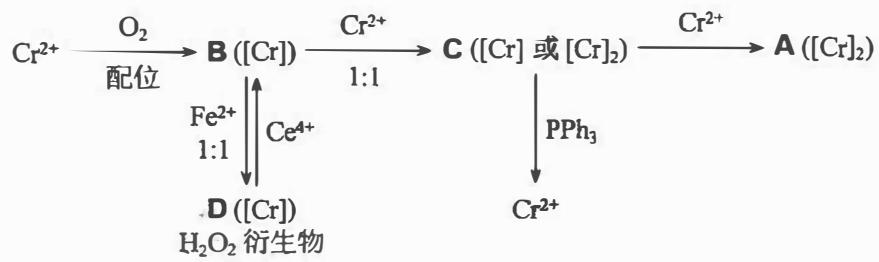 Cr²⁺ O₂ 配位 B ([Cr]) Cr²⁺ 1:1 C ([Cr] 或 [Cr]₂) Cr²⁺ A ([Cr]₂)
Fe²⁺ 1:1 Ce⁴⁺ PPh₃
D ([Cr]) Cr²⁺
H₂O₂ 衍生物